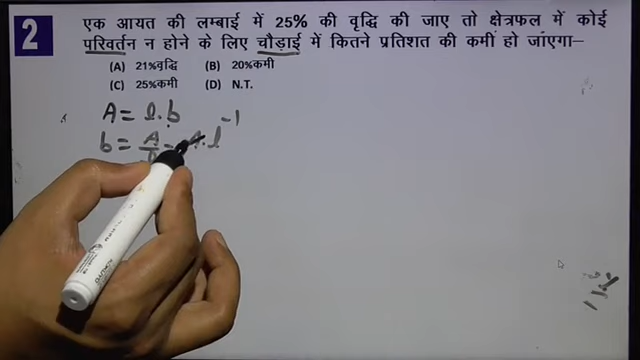 2
एक आयत की लम्बाई में 25% की वृद्धि की जाए तो क्षेत्रफल में कोई
परिवर्तन न होने के लिए चौड़ाई में कितने प्रतिशत की कमी हो जाएगा–
(A) 21%वृद्धि (B) 20%कमी
(C) 25%कमी (D) N.T.
A = l.b
b = A/ = A.l⁻¹